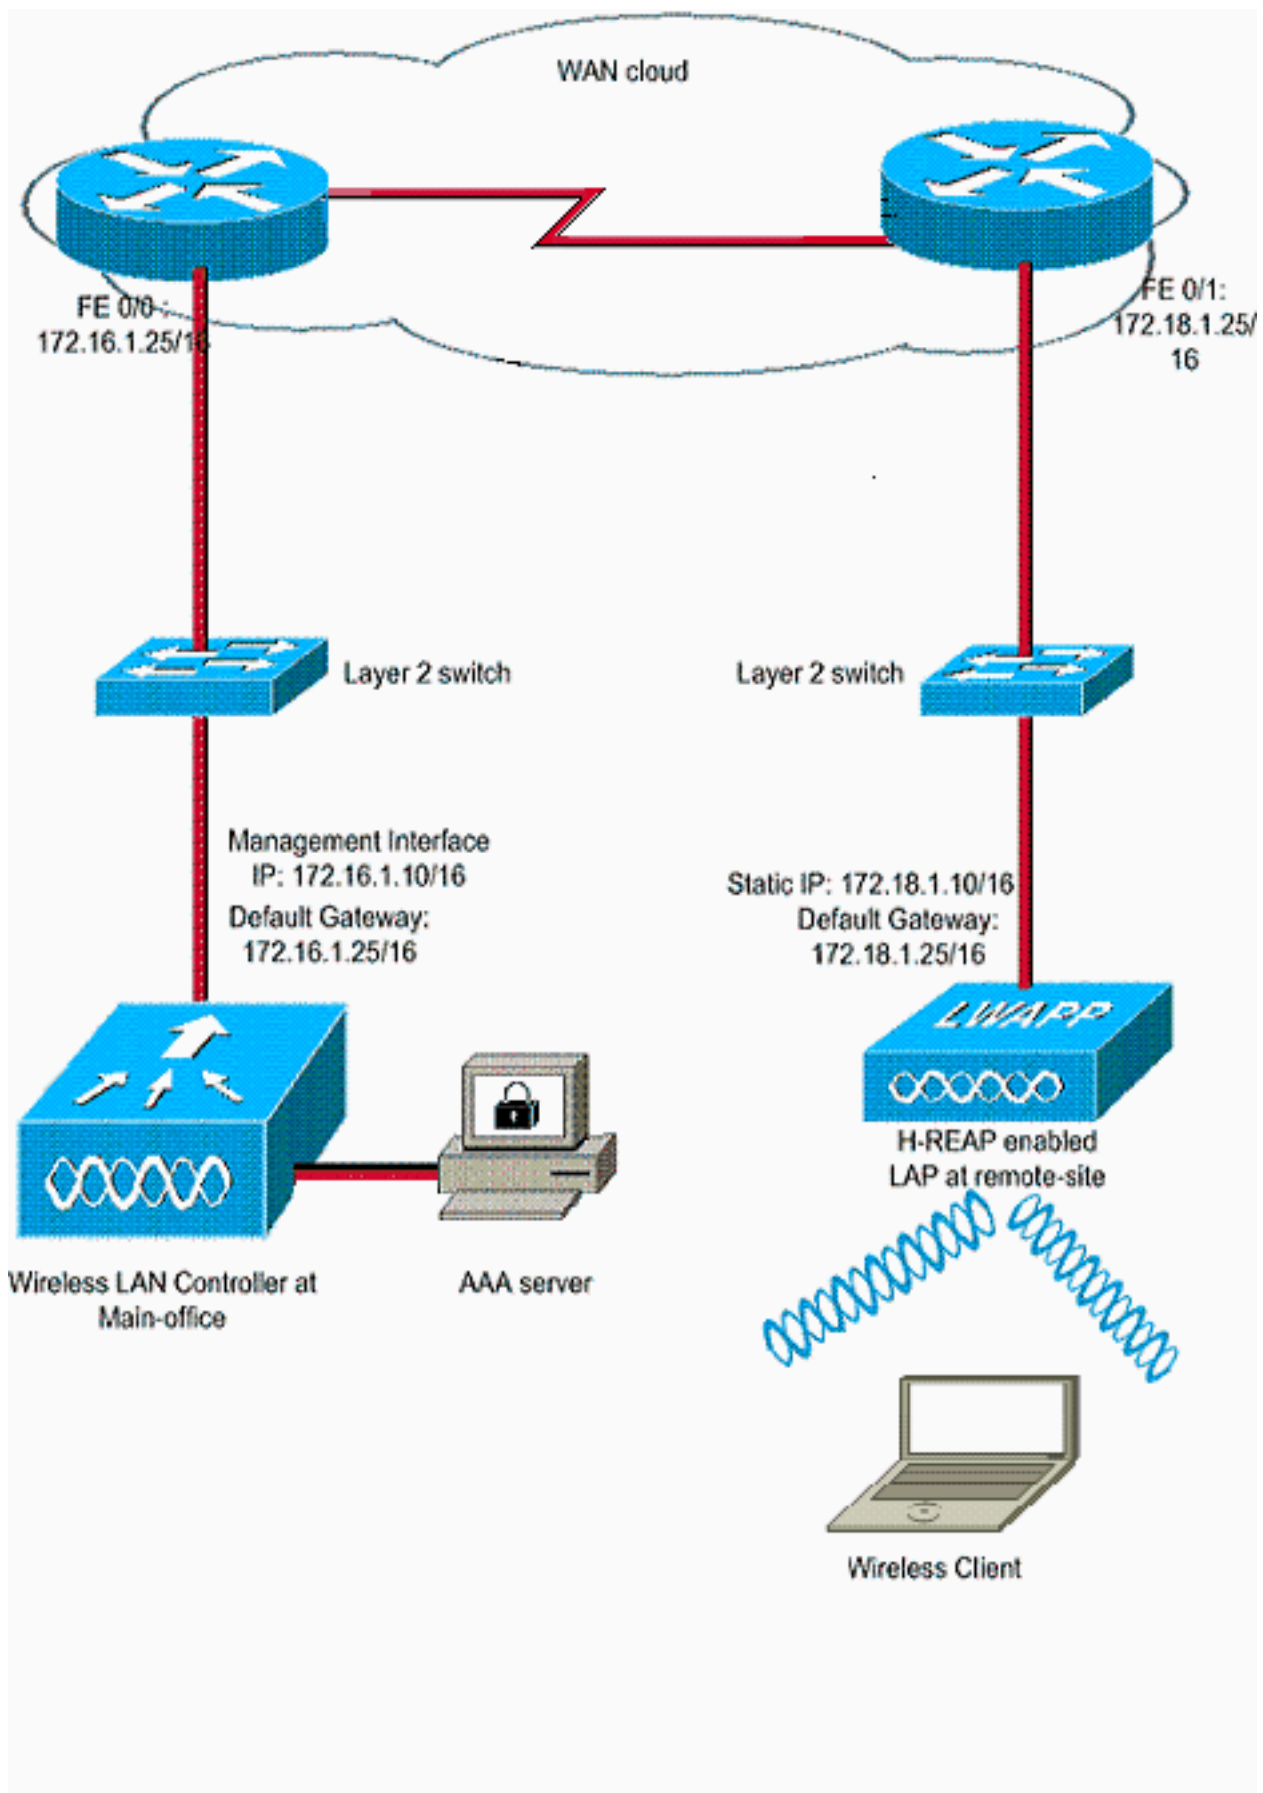 WAN cloud
FE 0/0 :
172.16.1.25/16
FE 0/1:
172.18.1.25/
16
Layer 2 switch
Layer 2 switch
Management Interface
IP: 172.16.1.10/16
Default Gateway:
172.16.1.25/16
Static IP: 172.18.1.10/16
Default Gateway:
172.18.1.25/16
LWAPP
H-REAP enabled
LAP at remote-site
Wireless LAN Controller at
Main-office
AAA server
Wireless Client